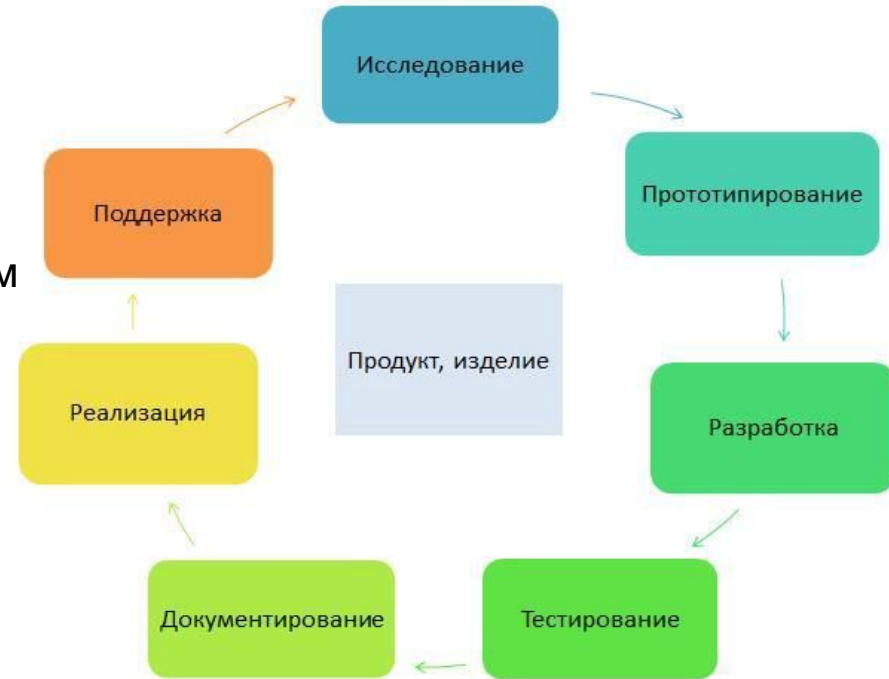 Исследование
Прототипирование
Поддержка
м
Продукт, изделие
Реализация
Разработка
Документирование
Тестирование